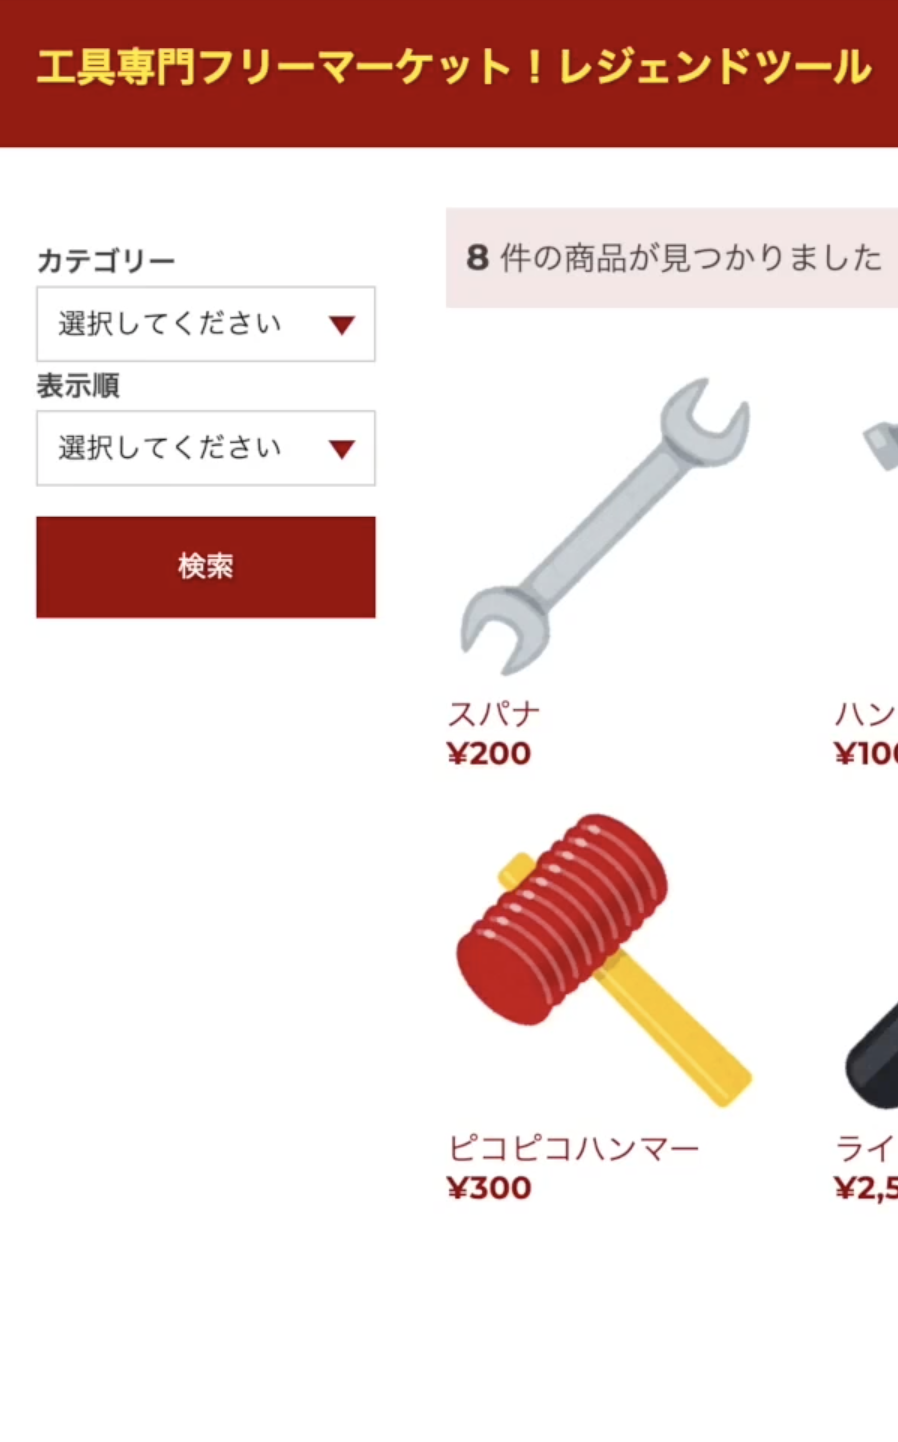 工具専門フリーマーケット！レジェンドツール
カテゴリー
選択してください
表示順
選択してください
検索
8 件の商品が見つかりました
スパナ
¥200
ハン
¥100
ピコピコハンマー
¥300
ライ
¥2,5